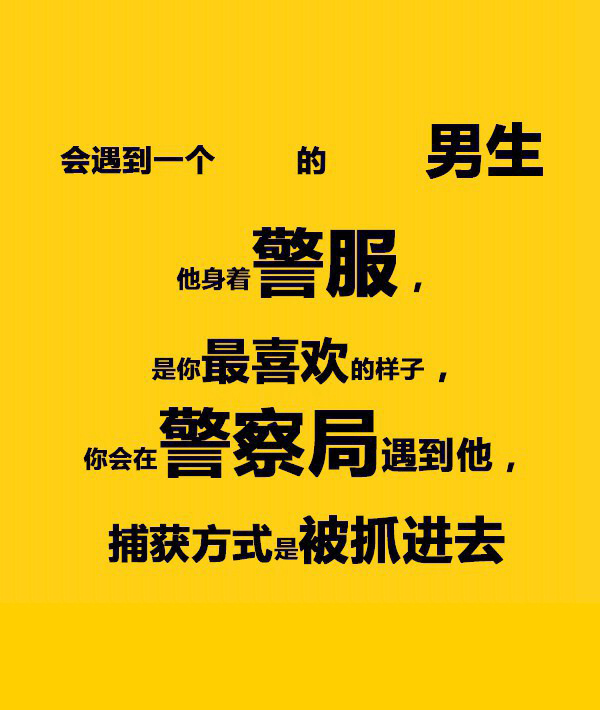 会遇到一个 的 男生
他身着警服，
是你最喜欢的样子，
你会在警察局遇到他，
捕获方式是被抓进去